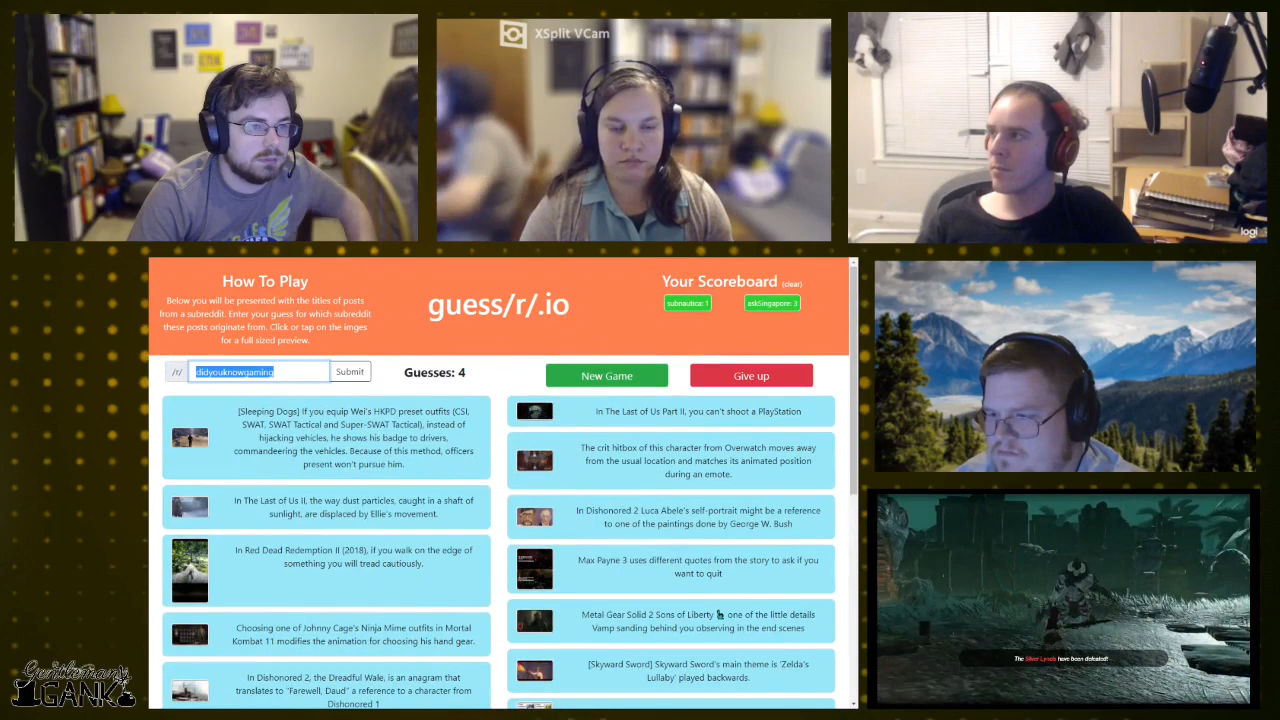 XSplit VCam
logi
How To Play
Below you will be presented with the titles of posts
from a subreddit. Enter your guess for which subreddit
these posts originate from. Click or tap on the imges
for a full sized preview.
guess/r/.io
Your Scoreboard (clear)
subnautica: 1
askSingapore: 3
/r/
didyouknowgaming
Submit
Guesses: 4
New Game
Give up
[Sleeping Dogs] If you equip Wei's HKPD preset outfits (CSI,
SWAT, SWAT Tactical and Super-SWAT Tactical), instead of
hijacking vehicles, he shows his badge to drivers,
commandeering the vehicles. Because of this method, officers
present won't pursue him.
In The Last of Us II, the way dust particles, caught in a shaft of
sunlight, are displaced by Ellie's movement.
In Red Dead Redemption II (2018), if you walk on the edge of
something you will tread cautiously.
Choosing one of Johnny Cage's Ninja Mime outfits in Mortal
Kombat 11 modifies the animation for choosing his hand gear.
In Dishonored 2, the Dreadful Wale, is an anagram that
translates to "Farewell, Daud" a reference to a character from
Dishonored 1
In The Last of Us Part II, you can't shoot a PlayStation
The crit hitbox of this character from Overwatch moves away
from the usual location and matches its animated position
during an emote.
In Dishonored 2 Luca Abele's self-portrait might be a reference
to one of the paintings done by George W. Bush
Max Payne 3 uses different quotes from the story to ask if you
want to quit
Metal Gear Solid 2 Sons of Liberty 🗽 one of the little details
Vamp sanding behind you observing in the end scenes
[Skyward Sword] Skyward Sword's main theme is 'Zelda's
Lullaby' played backwards.
The Silver Lynels have been defeated!
Gentleman's
GANK